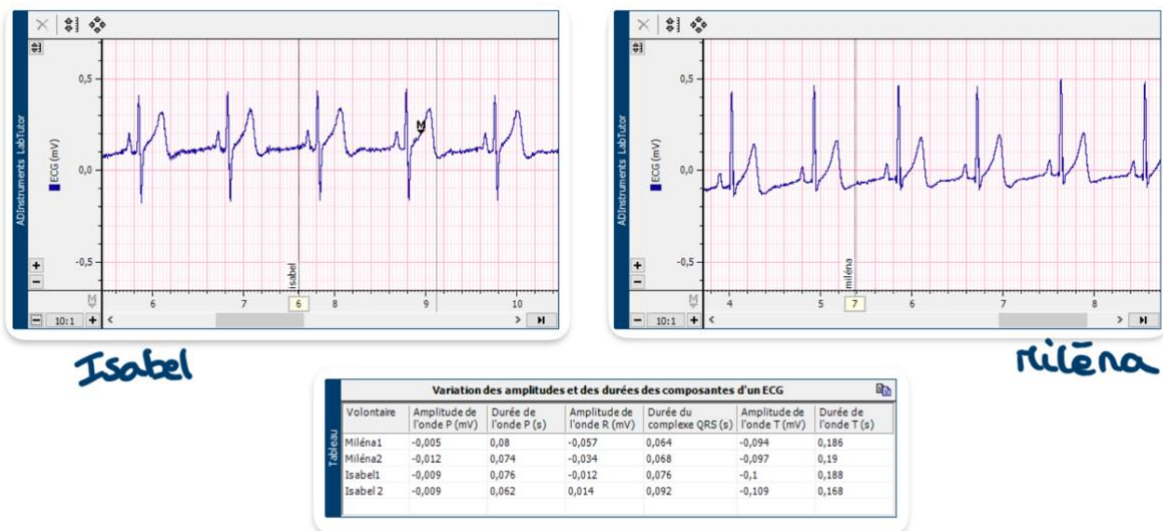 ADInstruments LabTutor
ECG (mV)
0,5
0,0
-0,5
isabel
M
M
6 7 6 8 9 10
10:1
Isabel
ADInstruments LabTutor
ECG (mV)
0,5
0,0
-0,5
miléna
M
4 5 7 6 7 8
10:1
Miléna
Tableau
Variation des amplitudes et des durées des composantes d'un ECG
Volontaire Amplitude de l'onde P (mV) Durée de l'onde P (s) Amplitude de l'onde R (mV) Durée du complexe QRS (s) Amplitude de l'onde T (mV) Durée de l'onde T (s)
Miléna1 -0,005 0,08 -0,057 0,064 -0,094 0,186
Miléna2 -0,012 0,074 -0,034 0,068 -0,097 0,19
Isabel1 -0,009 0,076 -0,012 0,076 -0,1 0,188
Isabel 2 -0,009 0,062 0,014 0,092 -0,109 0,168